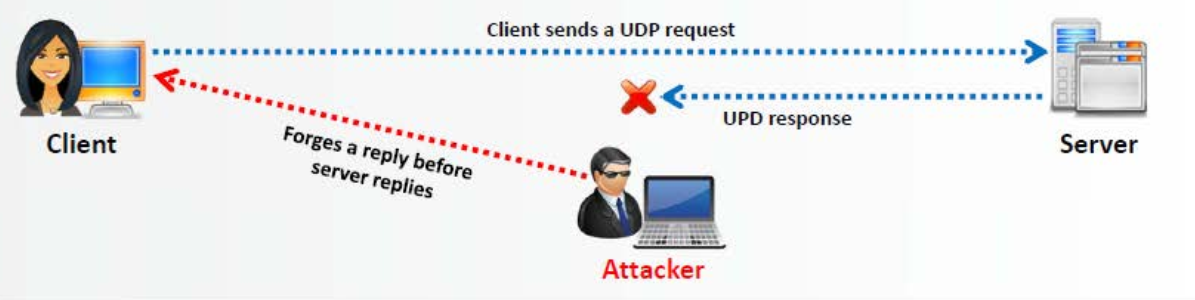 Client sends a UDP request
UPD response
Client
Server
Forges a reply before
server replies
Attacker